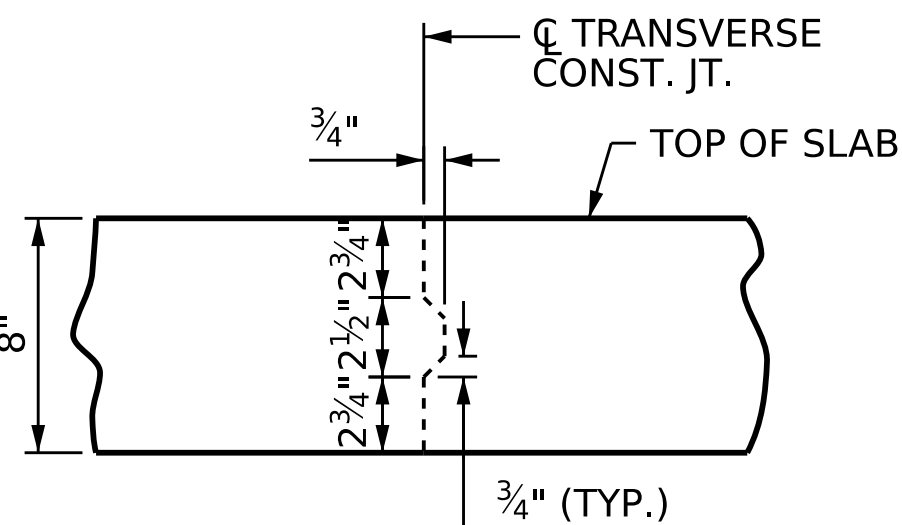 ℄ TRANSVERSE
CONST. JT.
¾"
TOP OF SLAB
2¾"
8"
2½"
2¾"
¾" (TYP.)